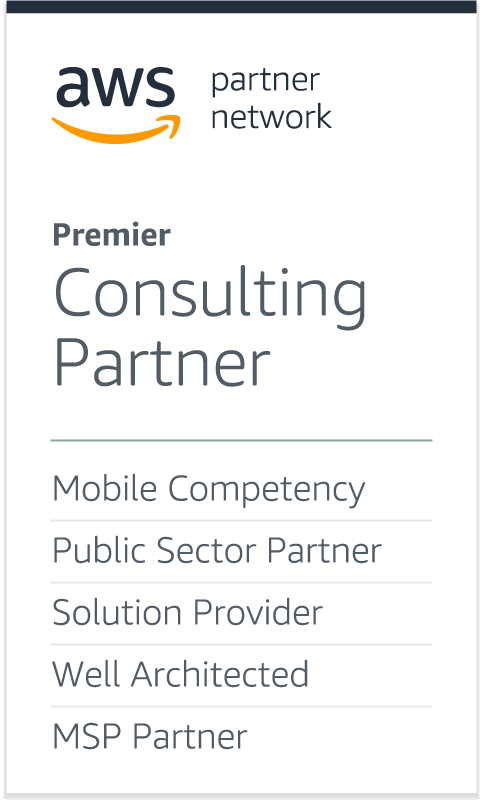 aws
partner
network
Premier
Consulting
Partner
Mobile Competency
Public Sector Partner
Solution Provider
Well Architected
MSP Partner